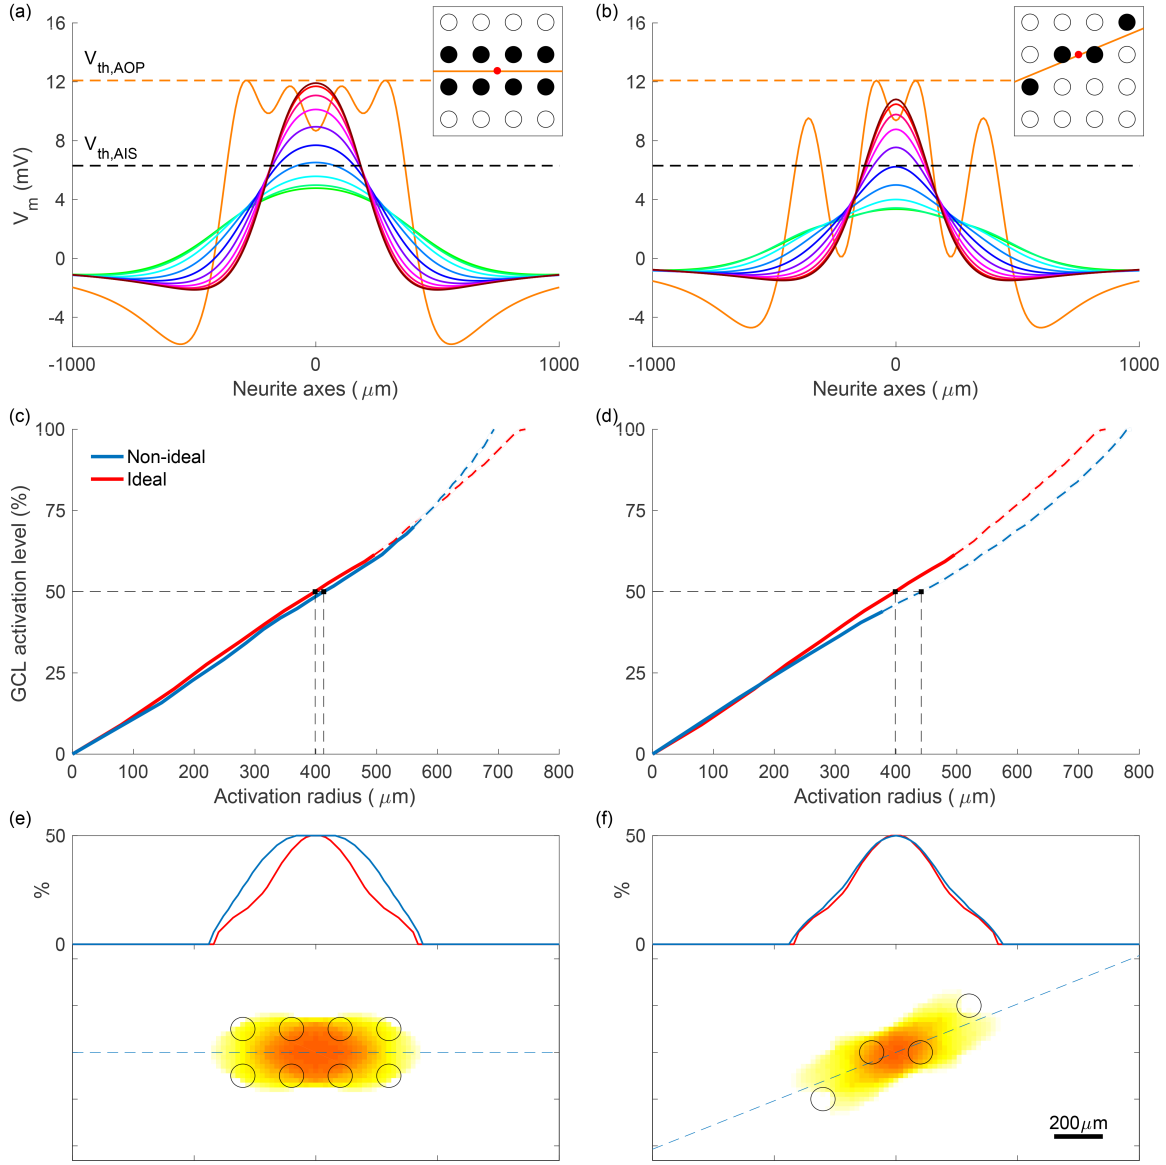 (a)
16
12
8
4
0
-4
V_m (mV)
V_th,AOP
V_th,AIS
-1000
0
1000
Neurite axes ( μm)
(b)
16
12
8
4
0
-4
-1000
0
1000
Neurite axes ( μm)
(c)
100
75
50
25
0
GCL activation level (%)
Non-ideal
Ideal
0 100 200 300 400 500 600 700 800
Activation radius ( μm)
(d)
100
75
50
25
0
0 100 200 300 400 500 600 700 800
Activation radius ( μm)
(e)
50
%
0
(f)
50
%
0
200μm